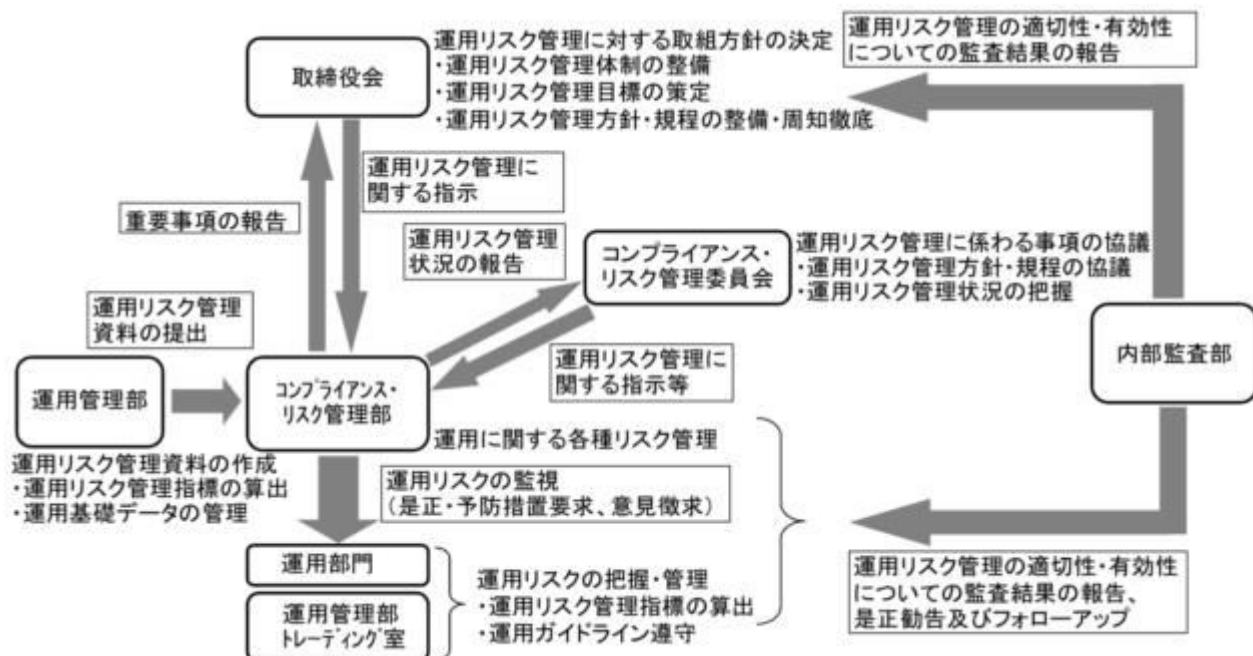 取締役会
運用リスク管理に対する取組方針の決定
・運用リスク管理体制の整備
・運用リスク管理目標の策定
・運用リスク管理方針・規程の整備・周知徹底
運用リスク管理の適切性・有効性
についての監査結果の報告
運用リスク管理に
関する指示
重要事項の報告
運用リスク管理
状況の報告
コンプライアンス・
リスク管理委員会
運用リスク管理に係わる事項の協議
・運用リスク管理方針・規程の協議
・運用リスク管理状況の把握
運用リスク管理
資料の提出
内部監査部
運用管理部
コンプライアンス・
リスク管理部
運用リスク管理に
関する指示等
運用に関する各種リスク管理
運用リスク管理資料の作成
・運用リスク管理指標の算出
・運用基礎データの管理
運用リスクの監視
(是正・予防措置要求、意見徴求)
運用部門
運用管理部
トレーディング室
運用リスクの把握・管理
・運用リスク管理指標の算出
・運用ガイドライン遵守
運用リスク管理の適切性・有効性
についての監査結果の報告、
是正勧告及びフォローアップ